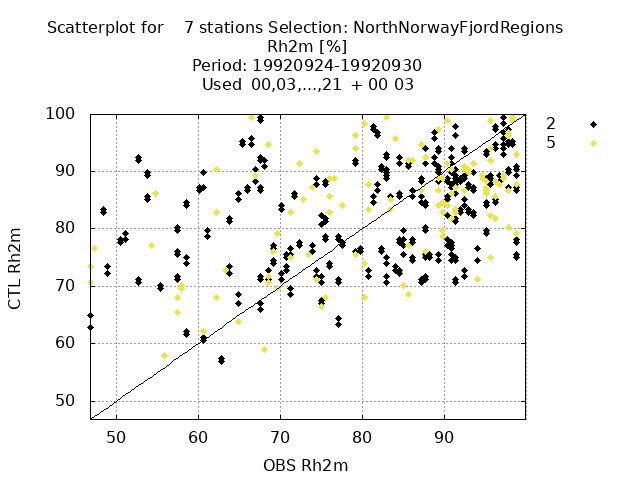 Scatterplot for 7 stations Selection: NorthNorwayFjordRegions
Rh2m [%]
Period: 19920924-19920930
Used 00,03,...,21 + 00 03
2
5
100
90
80
70
60
50
CTL Rh2m
50 60 70 80 90
OBS Rh2m